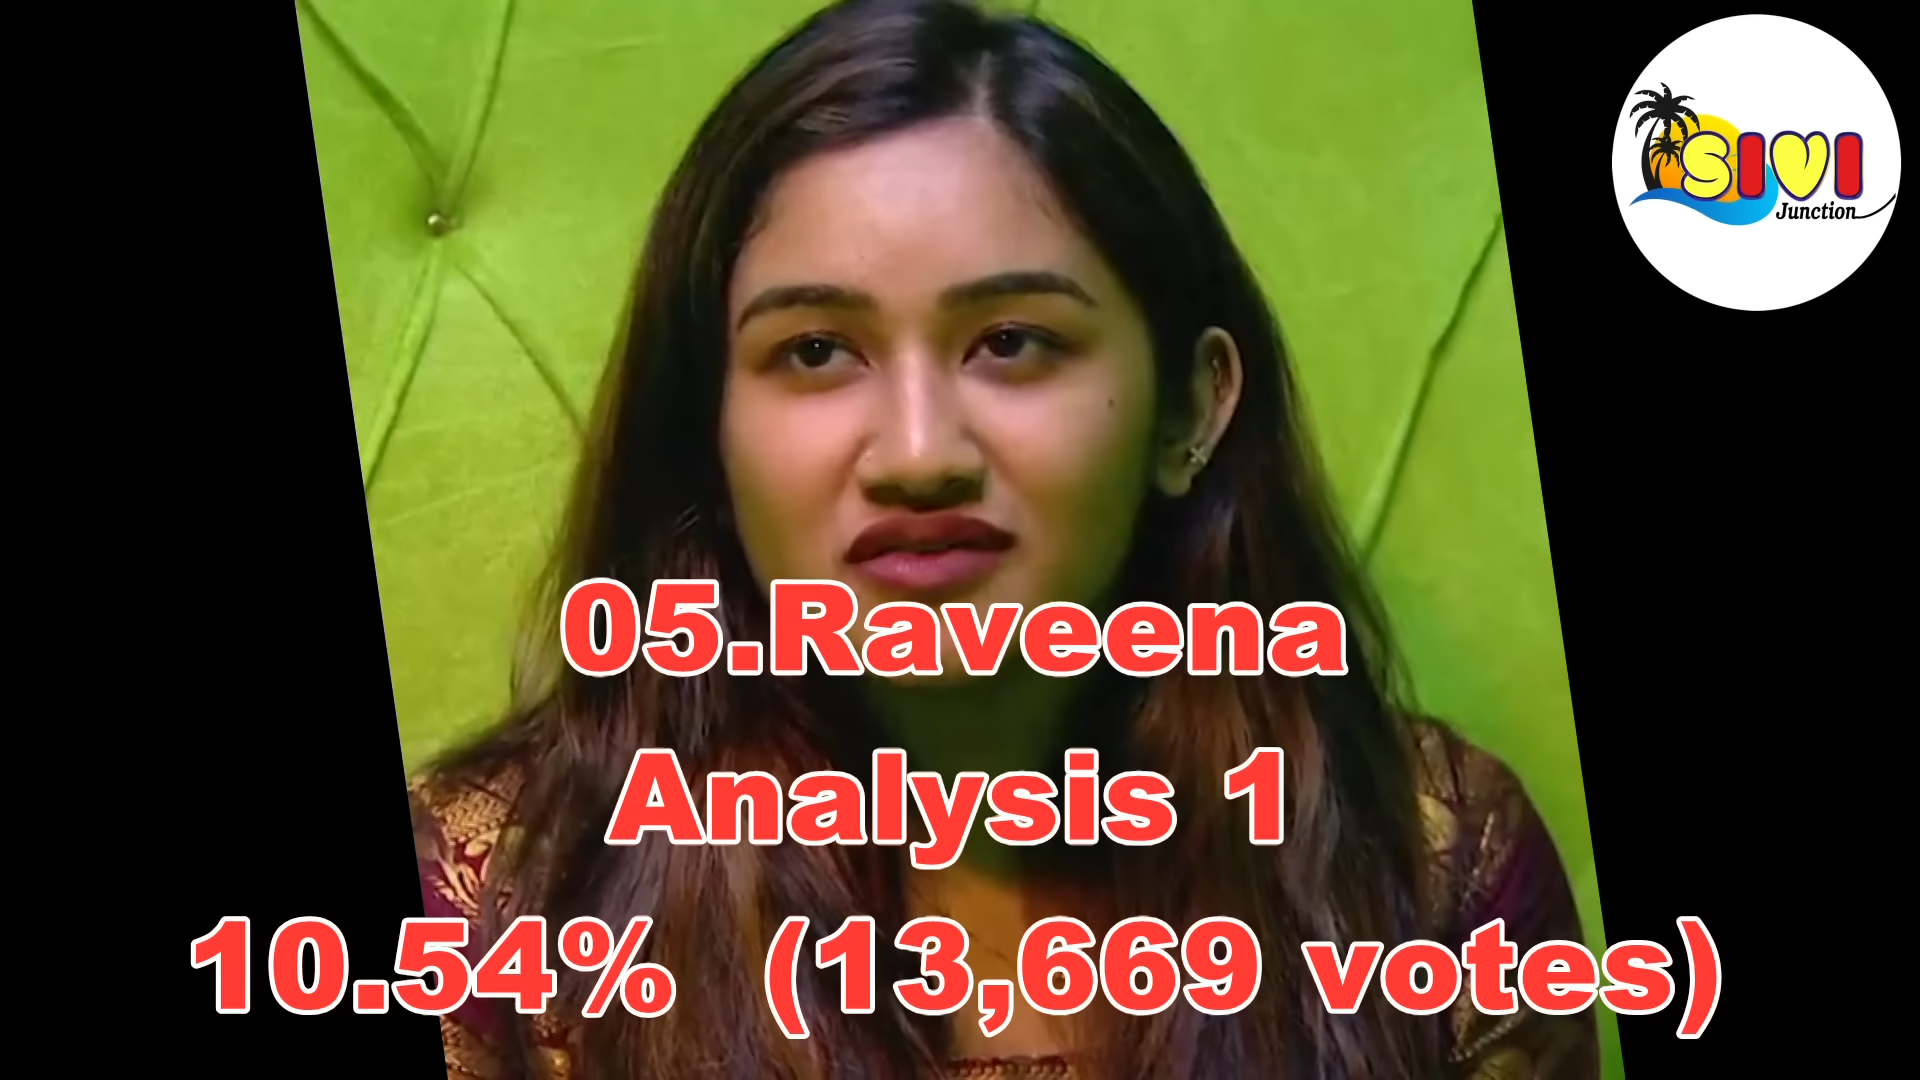 SIVI
Junction
05.Raveena
Analysis 1
10.54% (13,669 votes)